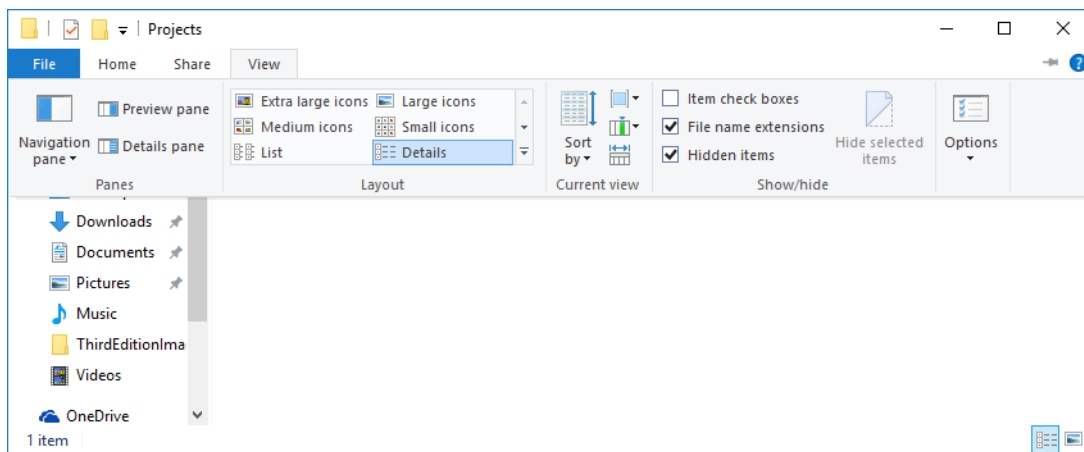 Projects
File Home Share View
Navigation pane
Preview pane
Details pane
Panes
Extra large icons Large icons
Medium icons Small icons
List Details
Layout
Sort by
Current view
Item check boxes
File name extensions
Hidden items
Hide selected items
Show/hide
Options
Downloads
Documents
Pictures
Music
ThirdEditionIma
Videos
OneDrive
1 item